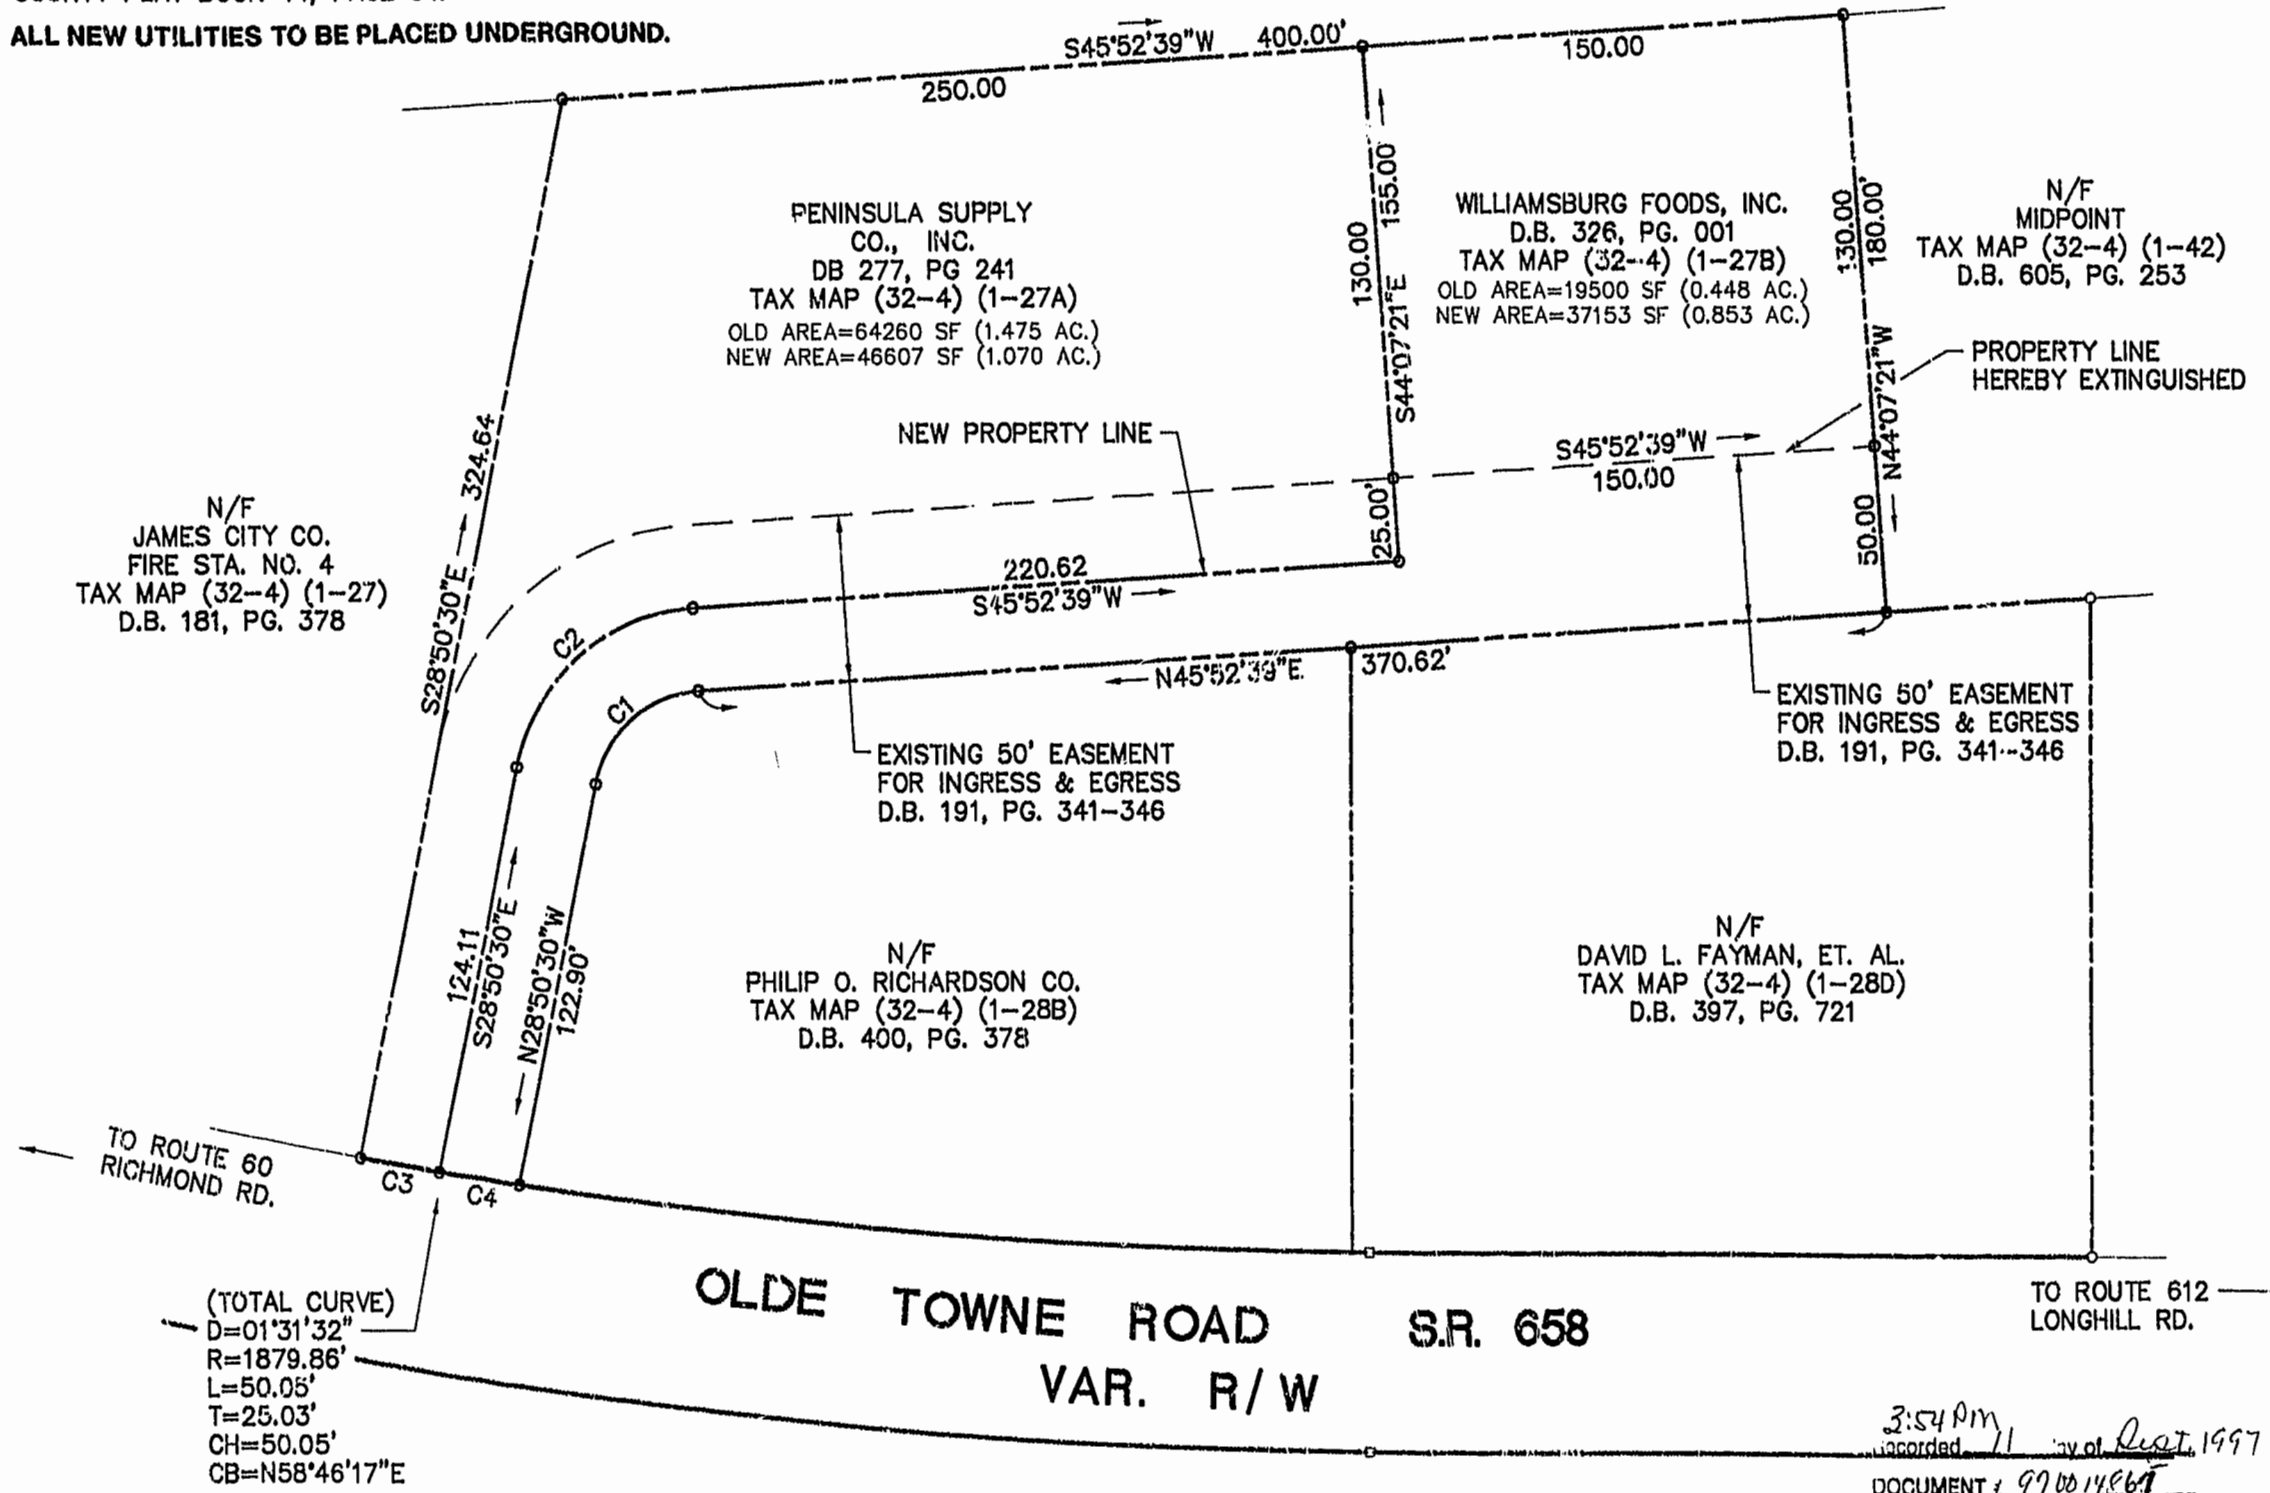 ALL NEW UTILITIES TO BE PLACED UNDERGROUND.
S45°52'39"W 400.00'
250.00
150.00
PENINSULA SUPPLY
CO., INC.
DB 277, PG 241
TAX MAP (32-4) (1-27A)
OLD AREA=64260 SF (1.475 AC.)
NEW AREA=46607 SF (1.070 AC.)
130.00
S44°07'21"E 155.00
WILLIAMSBURG FOODS, INC.
D.B. 326, PG. 001
TAX MAP (32-4) (1-27B)
OLD AREA=19500 SF (0.448 AC.)
NEW AREA=37153 SF (0.853 AC.)
130.00
180.00'
N44°07'21"W
N/F
MIDPOINT
TAX MAP (32-4) (1-42)
D.B. 605, PG. 253
PROPERTY LINE
HEREBY EXTINGUISHED
NEW PROPERTY LINE
S45°52'39"W
150.00
S28°50'30"E 324.64
N/F
JAMES CITY CO.
FIRE STA. NO. 4
TAX MAP (32-4) (1-27)
D.B. 181, PG. 378
25.00'
50.00
220.62
S45°52'39"W
C2
C1
N45°52'39"E
370.62'
EXISTING 50' EASEMENT
FOR INGRESS & EGRESS
D.B. 191, PG. 341-346
EXISTING 50' EASEMENT
FOR INGRESS & EGRESS
D.B. 191, PG. 341-346
124.11
S28°50'30"E
N28°50'30"W
122.90'
N/F
PHILIP O. RICHARDSON CO.
TAX MAP (32-4) (1-28B)
D.B. 400, PG. 378
N/F
DAVID L. FAYMAN, ET. AL.
TAX MAP (32-4) (1-28D)
D.B. 397, PG. 721
TO ROUTE 60
RICHMOND RD.
C3
C4
(TOTAL CURVE)
D=01°31'32"
R=1879.86'
L=50.05'
T=25.03'
CH=50.05'
CB=N58°46'17"E
OLDE TOWNE ROAD S.R. 658
VAR. R/W
TO ROUTE 612
LONGHILL RD.
3:54 PM
11 1997
DOCUMENT